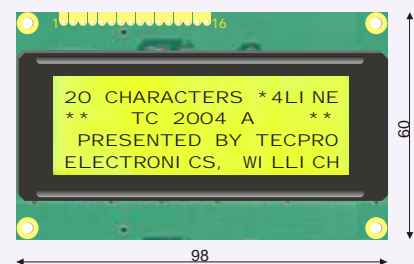 1 16
20 CHARACTERS *4LINE
** TC 2004 A **
PRESENTED BY TECPRO
ELECTRONICS, WILLICH
60
98